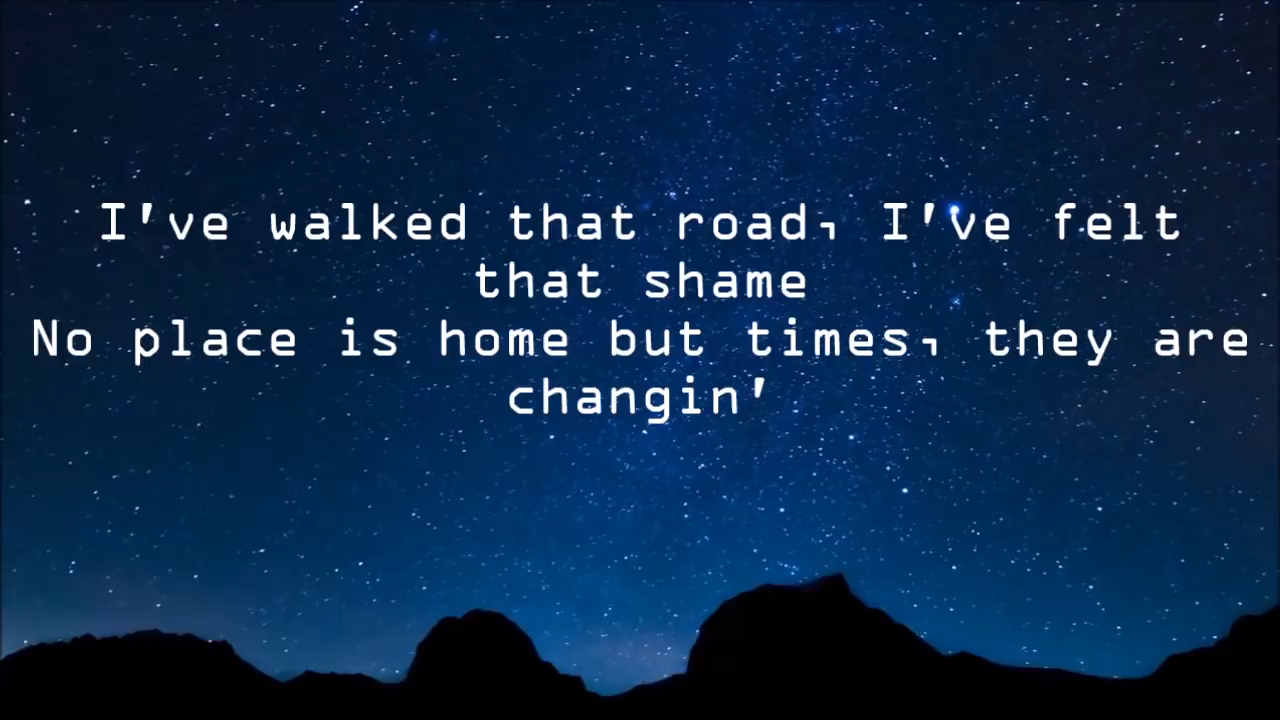 I've walked that road, I've felt
that shame
No place is home but times, they are
changin'